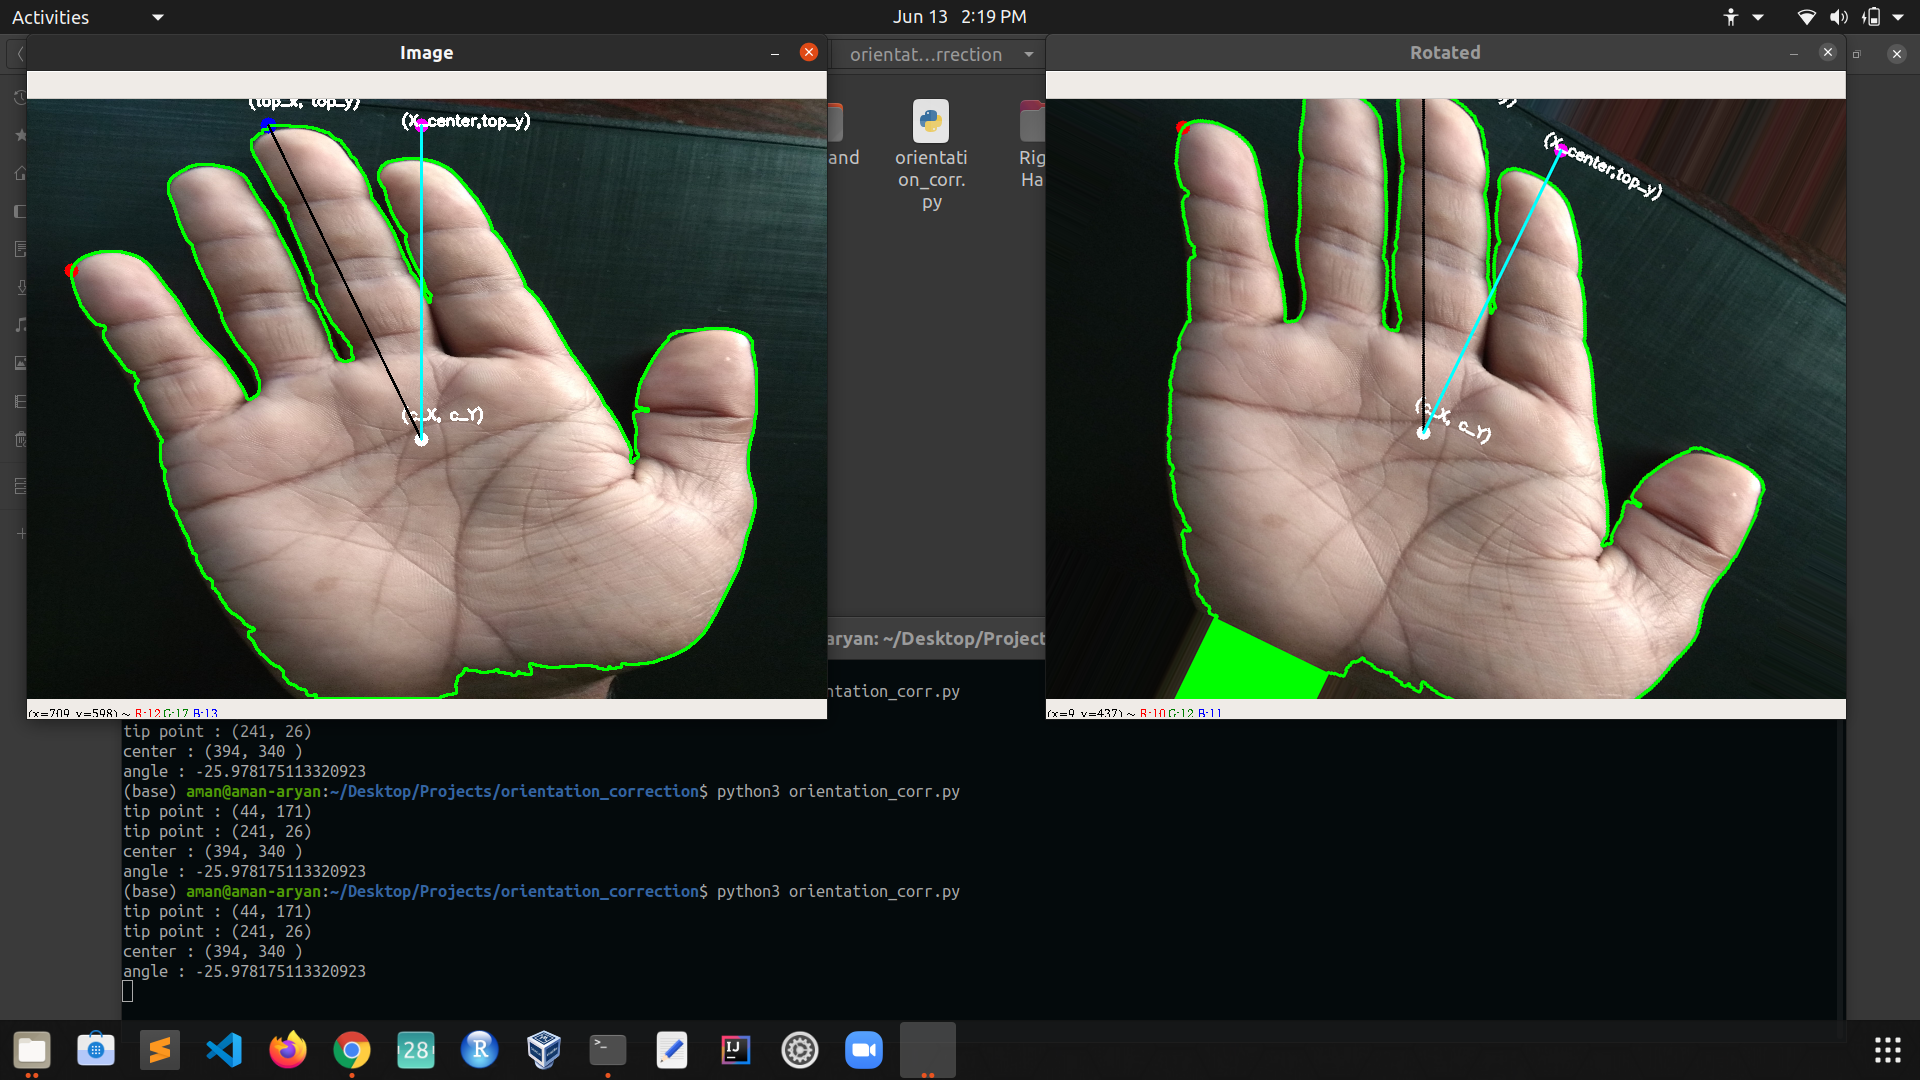 Activities
Jun 13 2:19 PM
Image
orientat...rrection
Rotated
(top_x, top_y)
(X_center,top_y)
(c_X, c_Y)
(x=709, y=598) ~ R:12 G:17 B:13
and
orientati
on_corr.
py
Rig
Ha
(X_center,top_y)
(c_X, c_Y)
(x=9, y=437) ~ R:10 G:12 B:11
aryan: ~/Desktop/Project
ntation_corr.py
tip point : (241, 26)
center : (394, 340 )
angle : -25.978175113320923
(base) aman@aman-aryan:~/Desktop/Projects/orientation_correction$ python3 orientation_corr.py
tip point : (44, 171)
tip point : (241, 26)
center : (394, 340 )
angle : -25.978175113320923
(base) aman@aman-aryan:~/Desktop/Projects/orientation_correction$ python3 orientation_corr.py
tip point : (44, 171)
tip point : (241, 26)
center : (394, 340 )
angle : -25.978175113320923
28
R
IJ